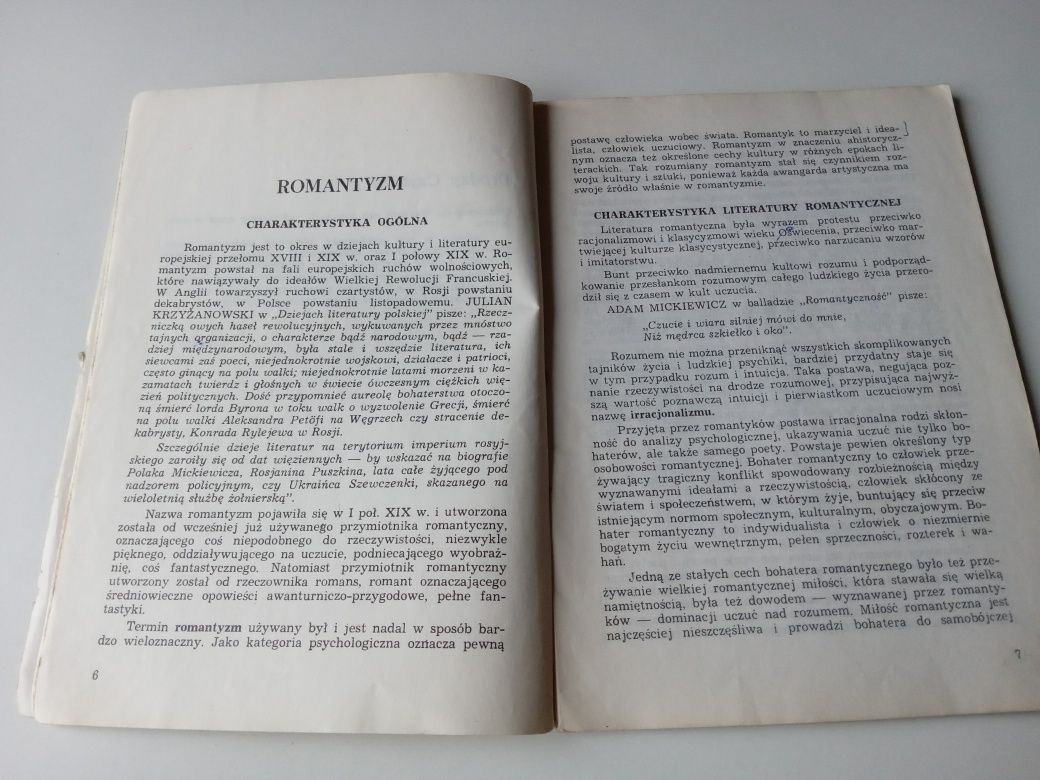 ROMANTYZM
CHARAKTERYSTYKA OGÓLNA
Romantyzm jest to okres w dziejach kultury i literatury eu-
ropejskiej przełomu XVIII i XIX w. oraz I połowy XIX w. Ro-
mantyzm powstał na fali europejskich ruchów wolnościowych,
które nawiązywały do ideałów Wielkiej Rewolucji Francuskiej.
W Anglii towarzyszył ruchowi czartystów, w Rosji powstaniu
dekabrystów, w Polsce powstaniu listopadowemu. JULIAN
KRZYŻANOWSKI w „Dziejach literatury polskiej" pisze: „Rzecz-
niczką owych haseł rewolucyjnych, wykuwanych przez mnóstwo
tajnych organizacji, o charakterze bądź narodowym, bądź — rza-
dziej międzynarodowym, była stale i wszędzie literatura, ich
siewcami zaś poeci, niejednokrotnie wojskowi, działacze i patrioci,
często ginący na polu walki; niejednokrotnie latami morzeni w ka-
zamatach twierdz i głośnych w świecie ówczesnym ciężkich wię-
zień politycznych. Dość przypomnieć aureolę bohaterstwa otoczo-
ną śmierć lorda Byrona w toku walk o wyzwolenie Grecji, śmierć
na polu walki Aleksandra Petöfi na Węgrzech czy stracenie de-
kabrysty, Konrada Rylejewa w Rosji.
Szczególnie dzieje literatur na terytorium imperium rosyj-
skiego zaroiły się od dat więziennych — by wskazać na biografie
Polaka Mickiewicza, Rosjanina Puszkina, lata całe żyjącego pod
nadzorem policyjnym, czy Ukraińca Szewczenki, skazanego na
wieloletnią służbę żołnierską".
Nazwa romantyzm pojawiła się w I poł. XIX w. i utworzona
została od wcześniej już używanego przymiotnika romantyczny,
oznaczającego coś niepodobnego do rzeczywistości, niezwykle
pięknego, oddziaływującego na uczucie, podniecającego wyobraź-
nię, coś fantastycznego. Natomiast przymiotnik romantyczny
utworzony został od rzeczownika romans, romant oznaczającego
średniowieczne opowieści awanturniczo-przygodowe, pełne fan-
tastyki.
Termin romantyzm używany był i jest nadal w sposób bar-
dzo wieloznaczny. Jako kategoria psychologiczna oznacza pewną
6
postawę człowieka wobec świata. Romantyk to marzyciel i idea-
lista, człowiek uczuciowy. Romantyzm w znaczeniu ahistorycz-
nym oznacza też określone cechy kultury w różnych epokach li-
terackich. Tak rozumiany romantyzm stał się czynnikiem roz-
woju kultury i sztuki, ponieważ każda awangarda artystyczna ma
swoje źródło właśnie w romantyzmie.
CHARAKTERYSTYKA LITERATURY ROMANTYCZNEJ
Literatura romantyczna była wyrazem protestu przeciwko
racjonalizmowi i klasycyzmowi wieku Oświecenia, przeciwko mar-
twiejącej kulturze klasycystycznej, przeciwko narzucaniu wzorów
i imitatorstwu.
Bunt przeciwko nadmiernemu kultowi rozumu i podporząd-
kowanie przesłankom rozumowym całego ludzkiego życia przero-
dził się z czasem w kult uczucia.
ADAM MICKIEWICZ w balladzie „Romantyczność" pisze:
„Czucie i wiara silniej mówi do mnie,
Niż mędrca szkiełko i oko".
Rozumem nie można przeniknąć wszystkich skomplikowanych
tajników życia i ludzkiej psychiki, bardziej przydatny staje się
w tym przypadku rozum i intuicja. Taka postawa, negująca poz-
nanie rzeczywistości na drodze rozumowej, przypisująca najwyż-
szą wartość poznawczą intuicji i pierwiastkom uczuciowym nosi
nazwę irracjonalizmu.
Przyjęta przez romantyków postawa irracjonalna rodzi skłon-
ność do analizy psychologicznej, ukazywania uczuć nie tylko bo-
haterów, ale także samego poety. Powstaje pewien określony typ
osobowości romantycznej. Bohater romantyczny to człowiek prze-
żywający tragiczny konflikt spowodowany rozbieżnością między
wyznawanymi ideałami a rzeczywistością, człowiek skłócony ze
światem i społeczeństwem, w którym żyje, buntujący się przeciw
istniejącym normom społecznym, kulturalnym, obyczajowym. Bo-
hater romantyczny to indywidualista i człowiek o niezmiernie
bogatym życiu wewnętrznym, pełen sprzeczności, rozterek i wa-
hań.
Jedną ze stałych cech bohatera romantycznego było też prze-
żywanie wielkiej romantycznej miłości, która stawała się wielką
namiętnością, była też dowodem — wyznawanej przez romanty-
ków — dominacji uczuć nad rozumem. Miłość romantyczna jest
najczęściej nieszczęśliwa i prowadzi bohatera do samobójczej
7